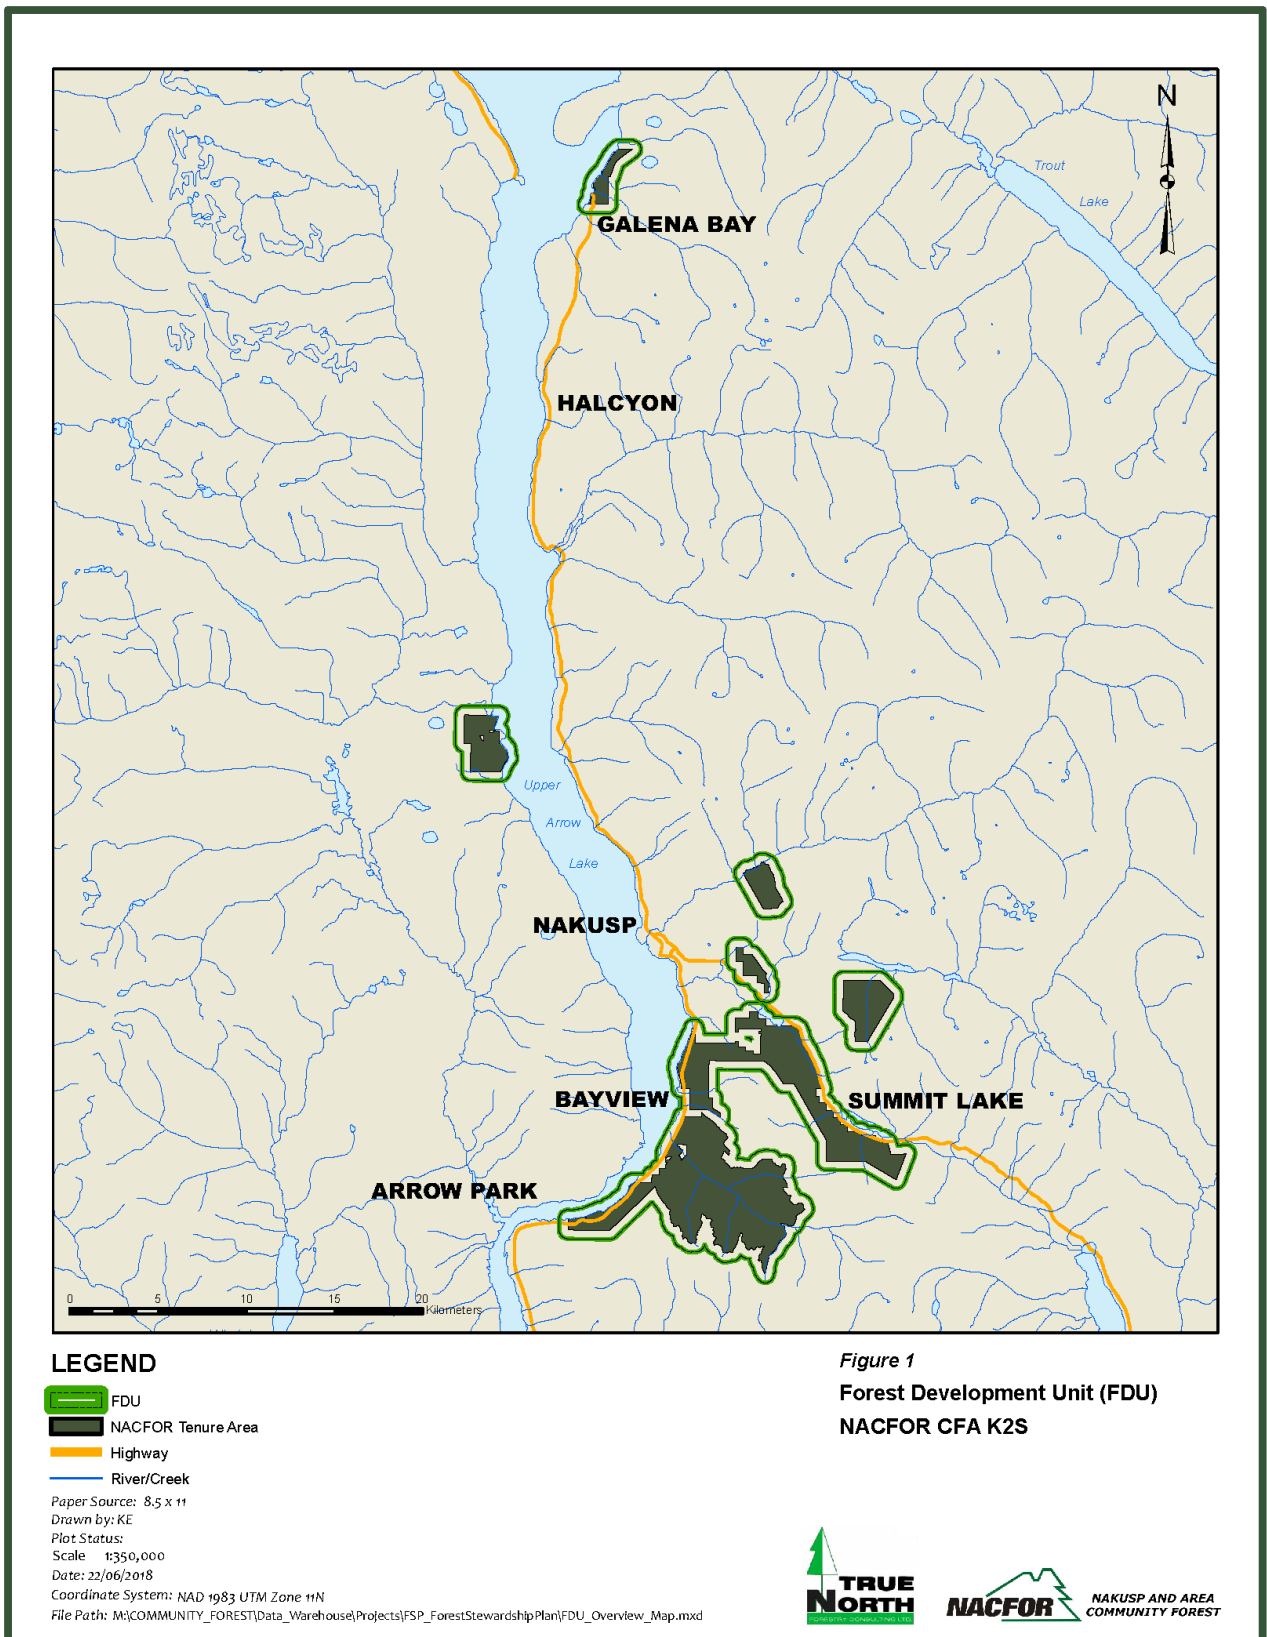 N
Trout
Lake
GALENA BAY
HALCYON
Upper
Arrow
Lake
NAKUSP
BAYVIEW
SUMMIT LAKE
ARROW PARK
0 5 10 15 20
Kilometers
LEGEND
FDU
NACFOR Tenure Area
Highway
River/Creek
Paper Source: 8.5 x 11
Drawn by: KE
Plot Status:
Scale 1:350,000
Date: 22/06/2018
Coordinate System: NAD 1983 UTM Zone 11N
File Path: M:\COMMUNITY_FOREST\Data_Warehouse\Projects\FSP_ForestStewardshipPlan\FDU_Overview_Map.mxd
Figure 1
Forest Development Unit (FDU)
NACFOR CFA K2S
TRUE
NORTH
FORESTRY CONSULTING LTD.
NACFOR
NAKUSP AND AREA
COMMUNITY FOREST